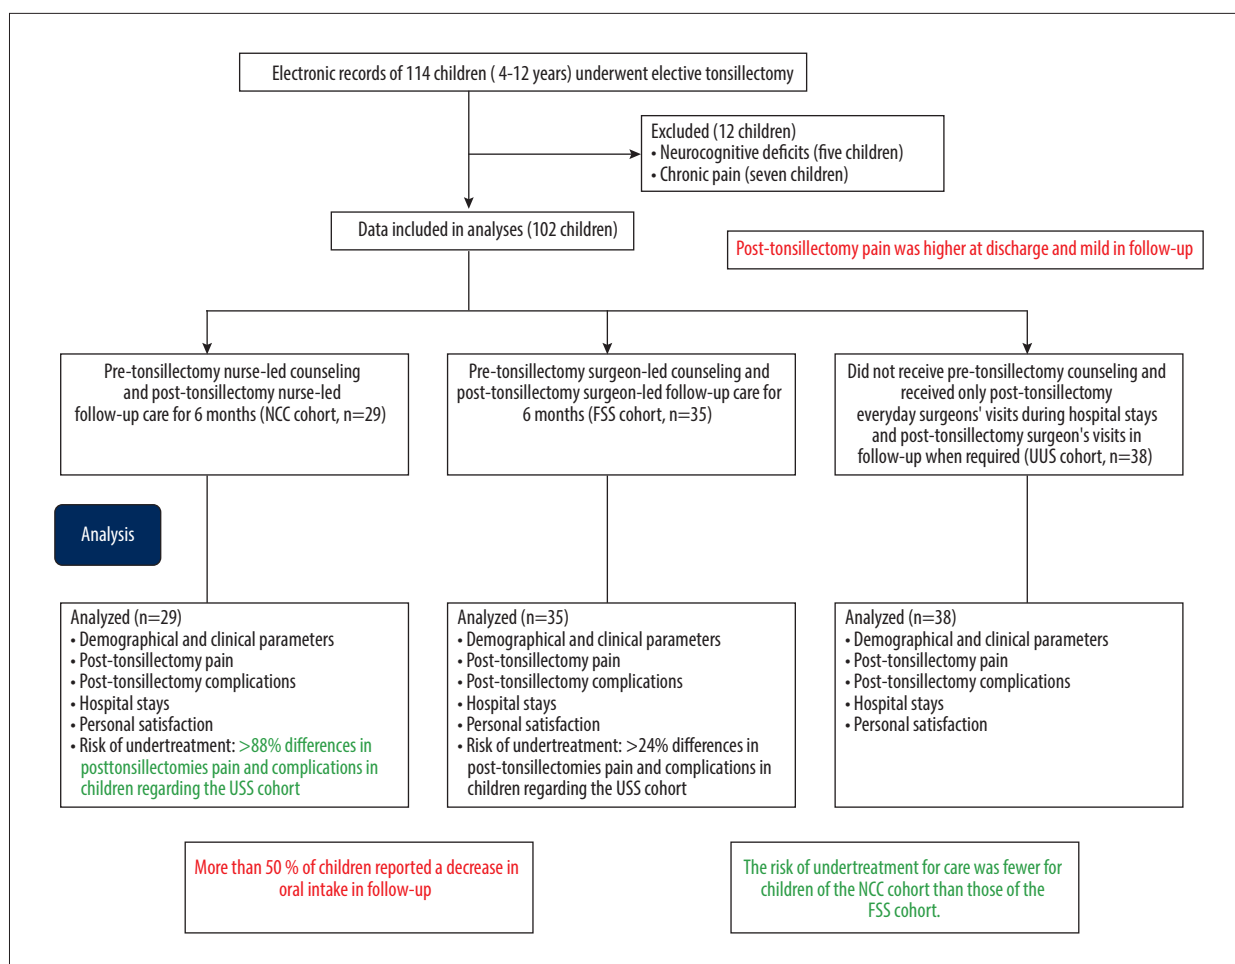 Electronic records of 114 children ( 4-12 years) underwent elective tonsillectomy
Excluded (12 children)
• Neurocognitive deficits (five children)
• Chronic pain (seven children)
Data included in analyses (102 children)
Post-tonsillectomy pain was higher at discharge and mild in follow-up
Pre-tonsillectomy nurse-led counseling
and post-tonsillectomy nurse-led
follow-up care for 6 months (NCC cohort, n=29)
Pre-tonsillectomy surgeon-led counseling and
post-tonsillectomy surgeon-led follow-up care for
6 months (FSS cohort, n=35)
Did not receive pre-tonsillectomy counseling and
received only post-tonsillectomy
everyday surgeons' visits during hospital stays
and post-tonsillectomy surgeon's visits in
follow-up when required (UUS cohort, n=38)
Analysis
Analyzed (n=29)
• Demographical and clinical parameters
• Post-tonsillectomy pain
• Post-tonsillectomy complications
• Hospital stays
• Personal satisfaction
• Risk of undertreatment: >88% differences in
posttonsillectomies pain and complications in
children regarding the USS cohort
Analyzed (n=35)
• Demographical and clinical parameters
• Post-tonsillectomy pain
• Post-tonsillectomy complications
• Hospital stays
• Personal satisfaction
• Risk of undertreatment: >24% differences in
post-tonsillectomies pain and complications in
children regarding the USS cohort
Analyzed (n=38)
• Demographical and clinical parameters
• Post-tonsillectomy pain
• Post-tonsillectomy complications
• Hospital stays
• Personal satisfaction
More than 50 % of children reported a decrease in
oral intake in follow-up
The risk of undertreatment for care was fewer for
children of the NCC cohort than those of the
FSS cohort.